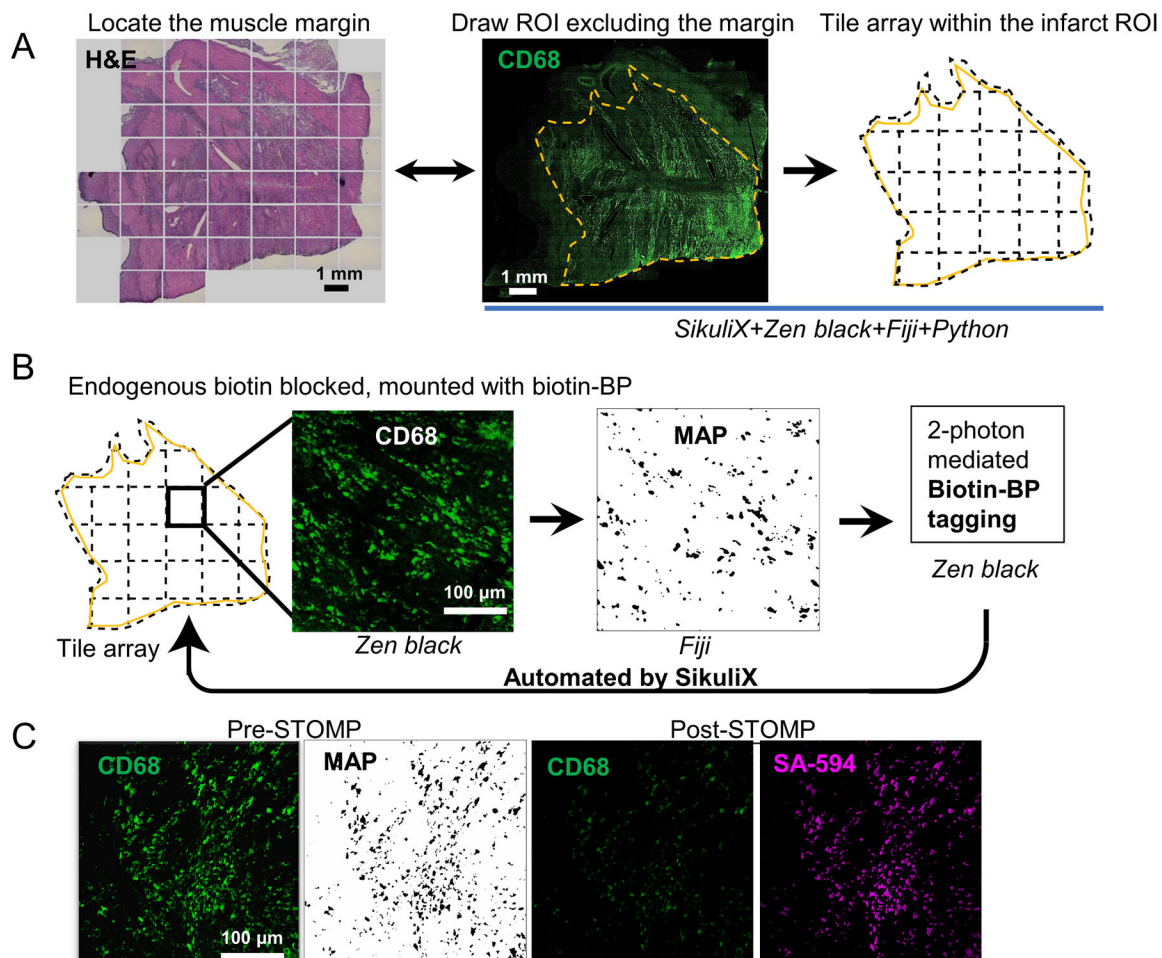 A
Locate the muscle margin
Draw ROI excluding the margin
Tile array within the infarct ROI
H&E
CD68
1 mm
1 mm
SikuliX+Zen black+Fiji+Python
B
Endogenous biotin blocked, mounted with biotin-BP
CD68
MAP
2-photon
mediated
Biotin-BP
tagging
100 µm
Zen black
Tile array
Zen black
Fiji
Automated by SikuliX
C
Pre-STOMP
Post-STOMP
CD68
MAP
CD68
SA-594
100 µm